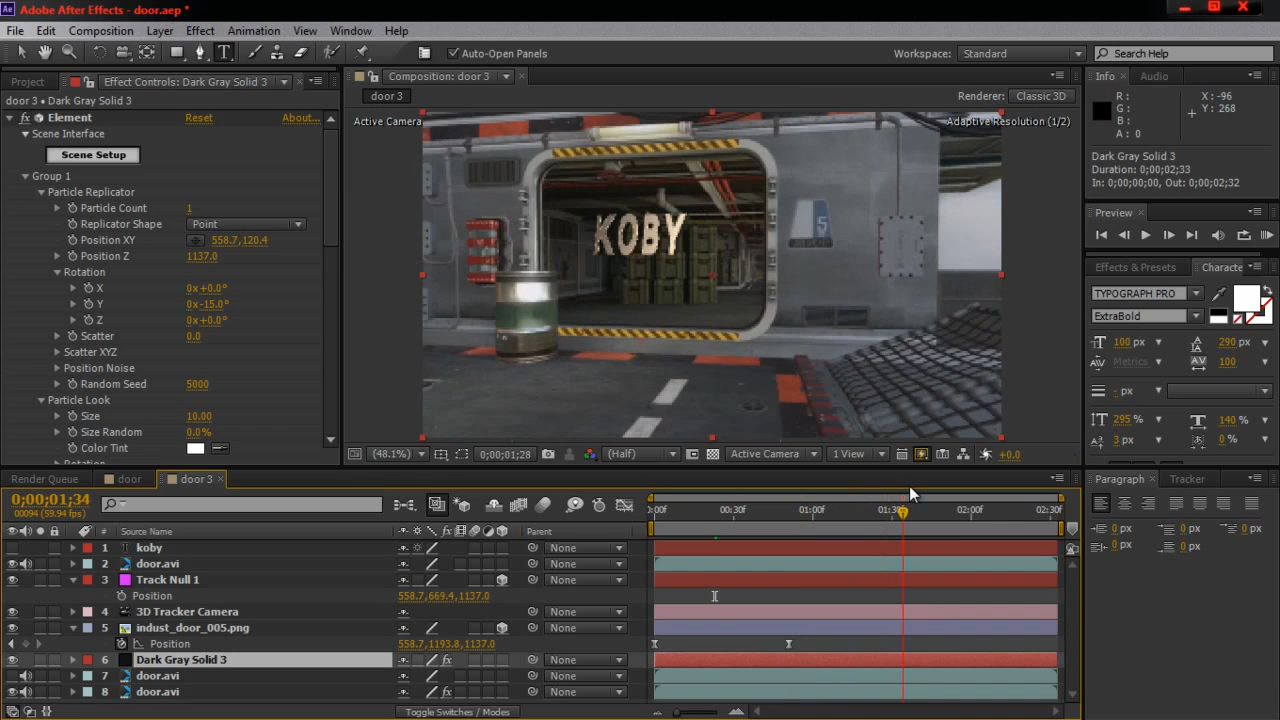 Ae Adobe After Effects - door.aep *
File Edit Composition Layer Effect Animation View Window Help
T Auto-Open Panels Workspace: Standard Search Help
Project Effect Controls: Dark Gray Solid 3 Composition: door 3 Info Audio
door 3 • Dark Gray Solid 3
fx Element Reset About...
Scene Interface
Scene Setup
Group 1
Particle Replicator
Particle Count 1
Replicator Shape Point
Position XY 558.7,120.4
Position Z 1137.0
Rotation
X 0x+0.0°
Y 0x-15.0°
Z 0x+0.0°
Scatter 0.0
Scatter XYZ
Position Noise
Random Seed 5000
Particle Look
Size 10.00
Size Random 0.0%
Color Tint
door 3 Renderer: Classic 3D
Active Camera Adaptive Resolution (1/2)
KOBY
5
(48.1%) 0;00;01;28 (Half) Active Camera 1 View +0.0
R : X : -96
G : Y : 268
B :
A : 0
Dark Gray Solid 3
Duration: 0;00;02;33
In: 0;00;00;00, Out: 0;00;02;32
Preview
Effects & Presets Characte
TYPOGRAPH PRO
ExtraBold
100 px 290 px
Metrics 100
- px
295 % 140 %
3 px 0 %
Render Queue door door 3
0;00;01;34
00094 (59.94 fps)
:00f 00:30f 01:00f 01:30f 02:00f 02:30f
# Source Name Parent
1 T koby None
2 door.avi None
3 Track Null 1 None
Position 558.7,669.4,1137.0
4 3D Tracker Camera None
5 indust_door_005.png None
Position 558.7,1193.8,1137.0
6 Dark Gray Solid 3 fx None
7 door.avi None
8 door.avi fx None
Toggle Switches / Modes
Paragraph Tracker
0 px 0 px 0 px
0 px 0 px